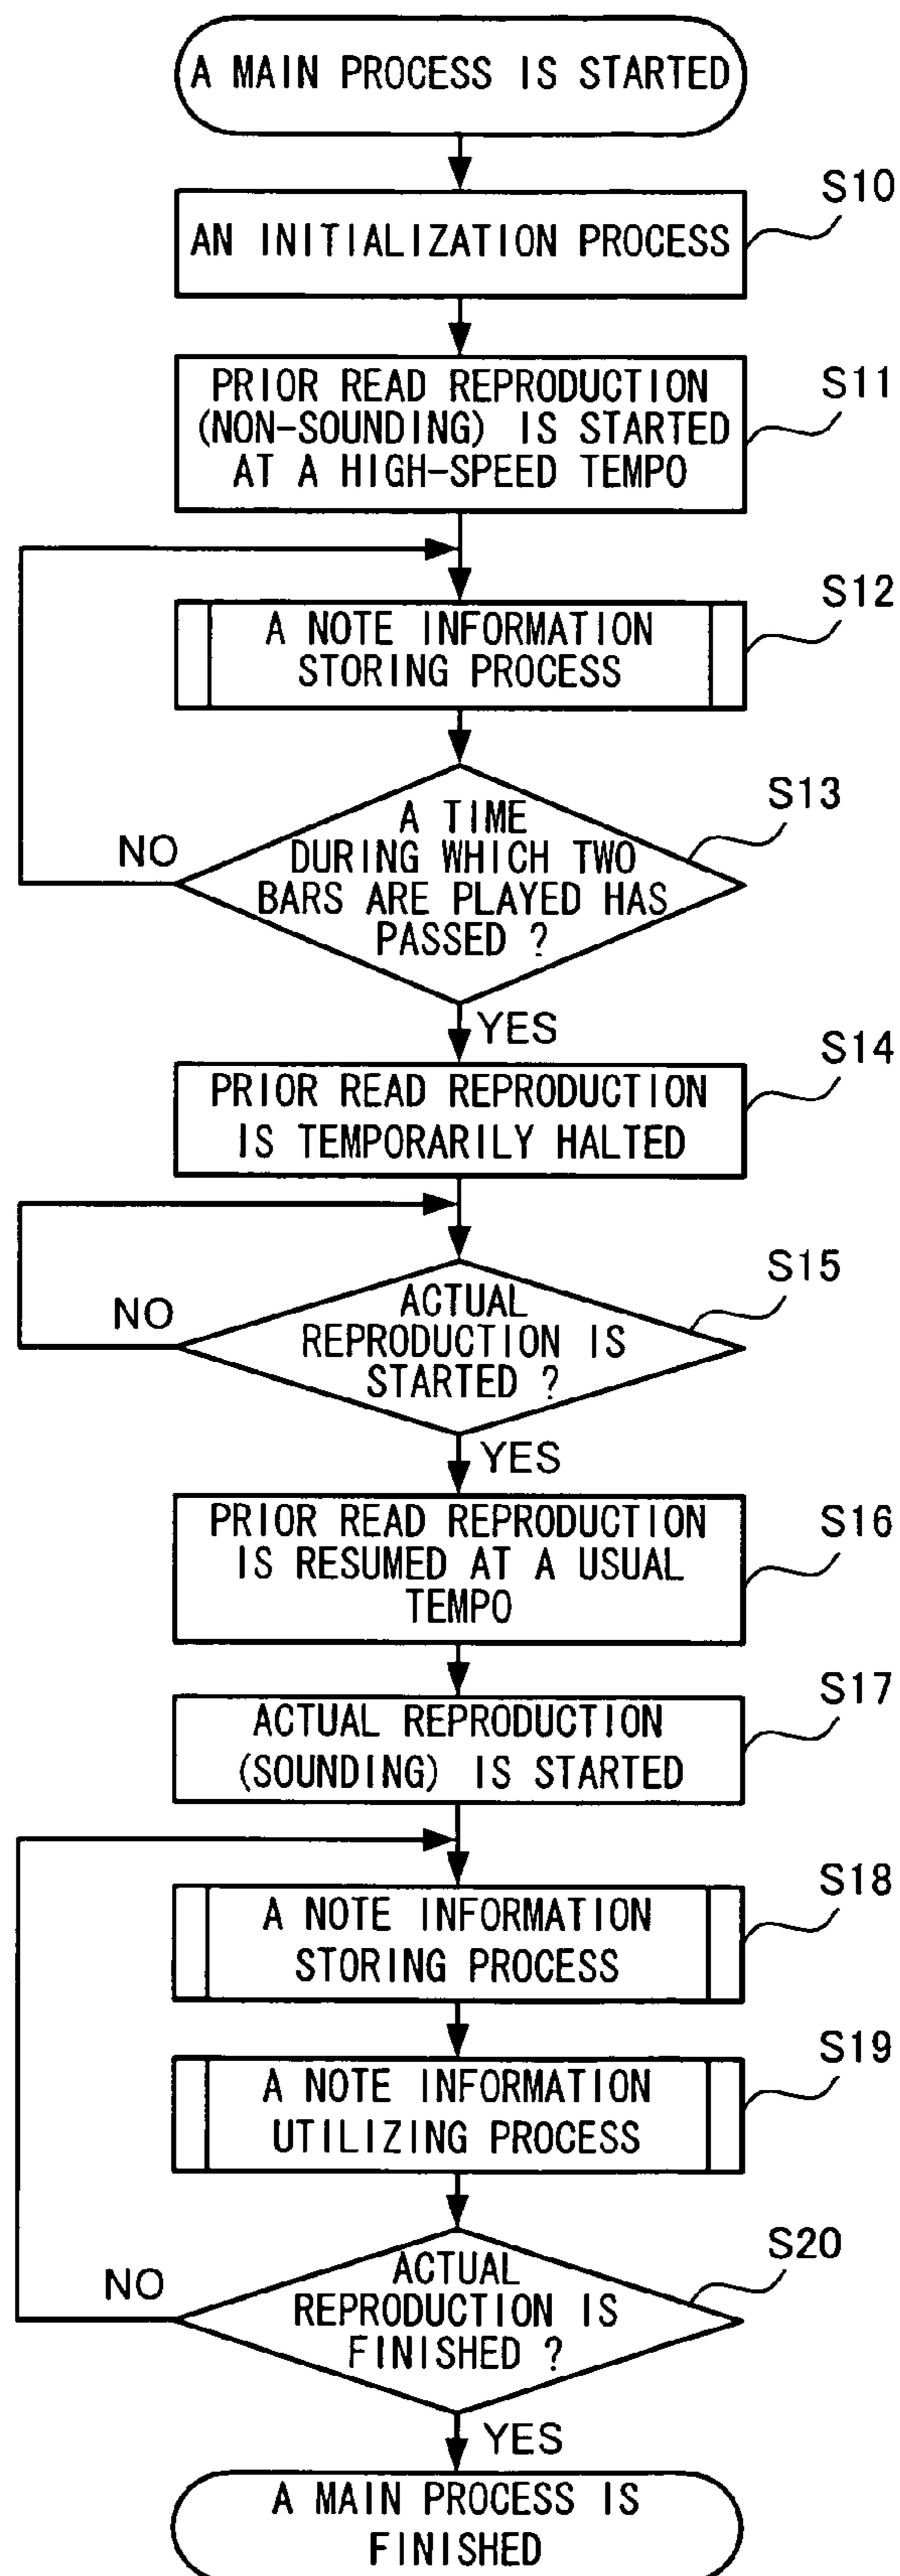 A MAIN PROCESS IS STARTED
S10
AN INITIALIZATION PROCESS
S11
PRIOR READ REPRODUCTION
(NON-SOUNDING) IS STARTED
AT A HIGH-SPEED TEMPO
S12
A NOTE INFORMATION
STORING PROCESS
S13
A TIME
DURING WHICH TWO
BARS ARE PLAYED HAS
PASSED ?
NO
YES
S14
PRIOR READ REPRODUCTION
IS TEMPORARILY HALTED
S15
ACTUAL
REPRODUCTION IS
STARTED ?
NO
YES
S16
PRIOR READ REPRODUCTION
IS RESUMED AT A USUAL
TEMPO
S17
ACTUAL REPRODUCTION
(SOUNDING) IS STARTED
S18
A NOTE INFORMATION
STORING PROCESS
S19
A NOTE INFORMATION
UTILIZING PROCESS
S20
ACTUAL
REPRODUCTION IS
FINISHED ?
NO
YES
A MAIN PROCESS IS
FINISHED